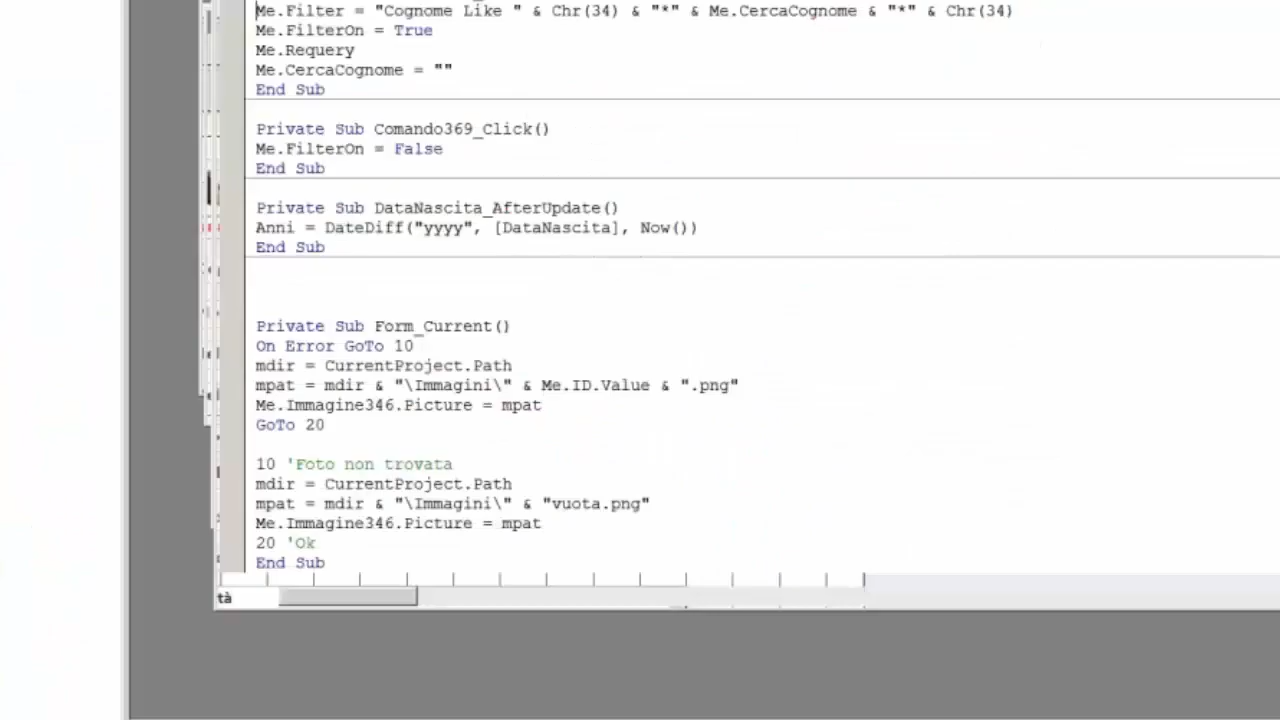 Me.Filter = "Cognome Like " & Chr(34) & "*" & Me.CercaCognome & "*" & Chr(34)
Me.FilterOn = True
Me.Requery
Me.CercaCognome = ""
End Sub
Private Sub Comando369_Click()
Me.FilterOn = False
End Sub
Private Sub DataNascita_AfterUpdate()
Anni = DateDiff("yyyy", [DataNascita], Now())
End Sub
Private Sub Form_Current()
On Error GoTo 10
mdir = CurrentProject.Path
mpat = mdir & "\Immagini\" & Me.ID.Value & ".png"
Me.Immagine346.Picture = mpat
GoTo 20
10 'Foto non trovata
mdir = CurrentProject.Path
mpat = mdir & "\Immagini\" & "vuota.png"
Me.Immagine346.Picture = mpat
20 'Ok
End Sub
tà